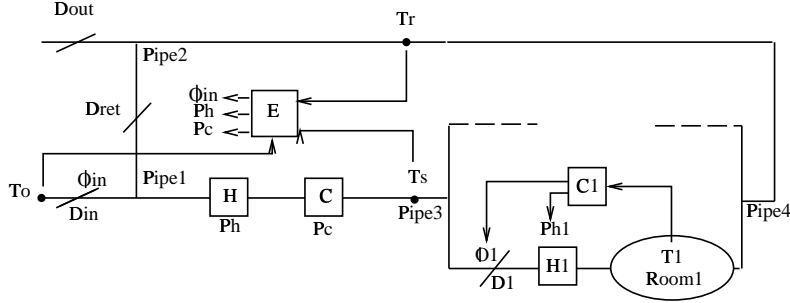 Dout
Tr
Pipe2
ϕin
E
Ph
Dret
Pc
To
ϕin
Pipe1
Ts
H
C
C1
Din
Pipe3
Pipe4
Ph
Pc
Ph1
ϕ1
H1
T1
D1
Room1